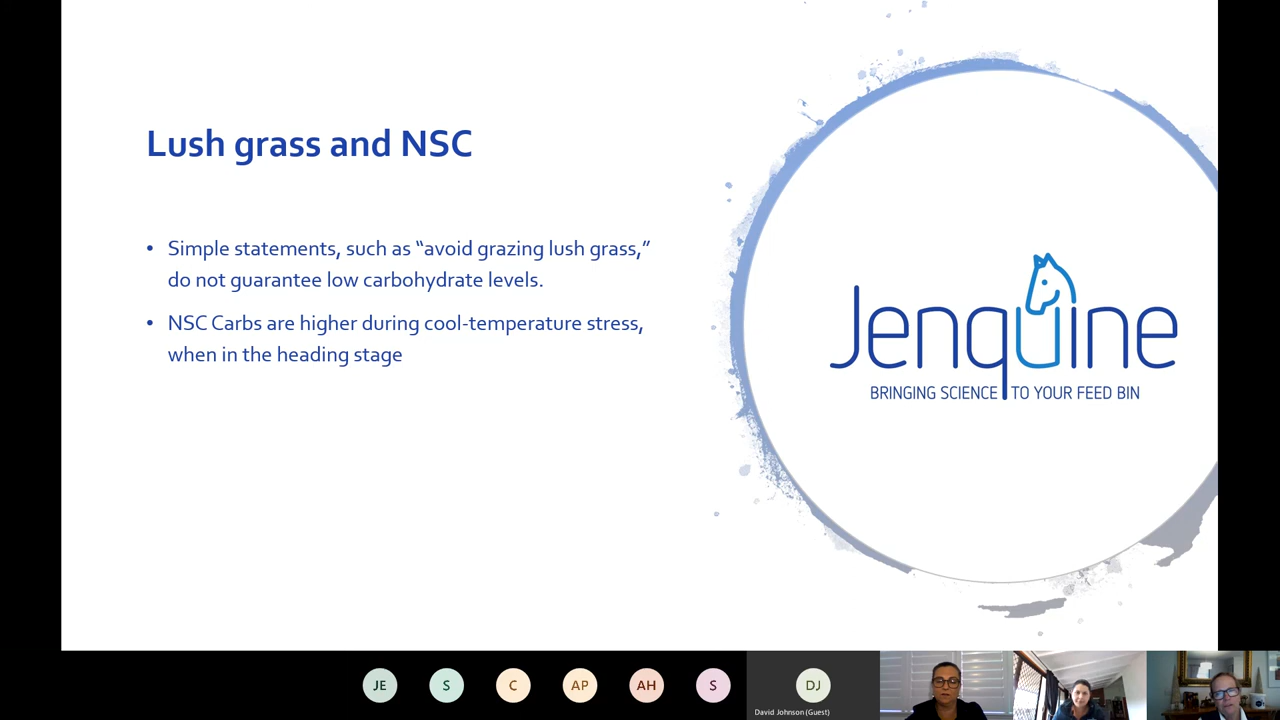 Lush grass and NSC
• Simple statements, such as “avoid grazing lush grass,”
do not guarantee low carbohydrate levels.
• NSC Carbs are higher during cool-temperature stress,
when in the heading stage
Jenquine
BRINGING SCIENCE TO YOUR FEED BIN
JE
S
C
AP
AH
S
DJ
David Johnson (Guest)